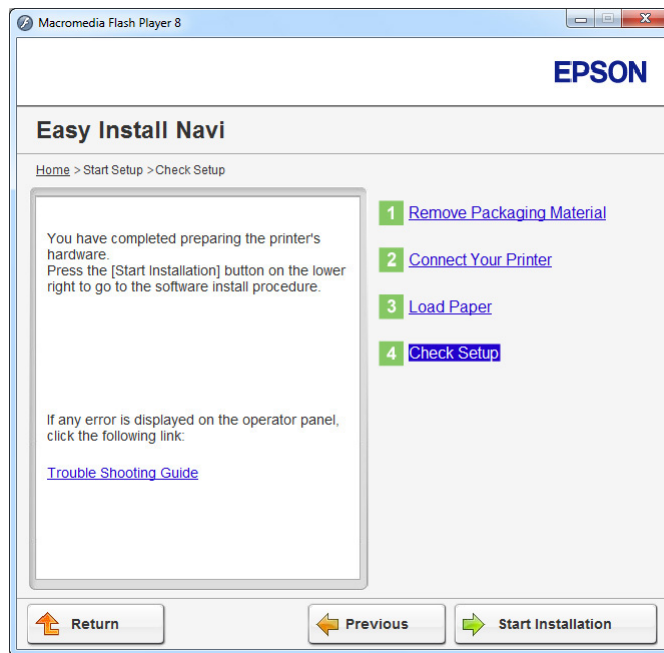 Macromedia Flash Player 8
EPSON
Easy Install Navi
Home > Start Setup >Check Setup
You have completed preparing the printer's
hardware.
Press the [Start Installation] button on the lower
right to go to the software install procedure.
If any error is displayed on the operator panel,
click the following link:
Trouble Shooting Guide
1 Remove Packaging Material
2 Connect Your Printer
3 Load Paper
4 Check Setup
Return
Previous
Start Installation